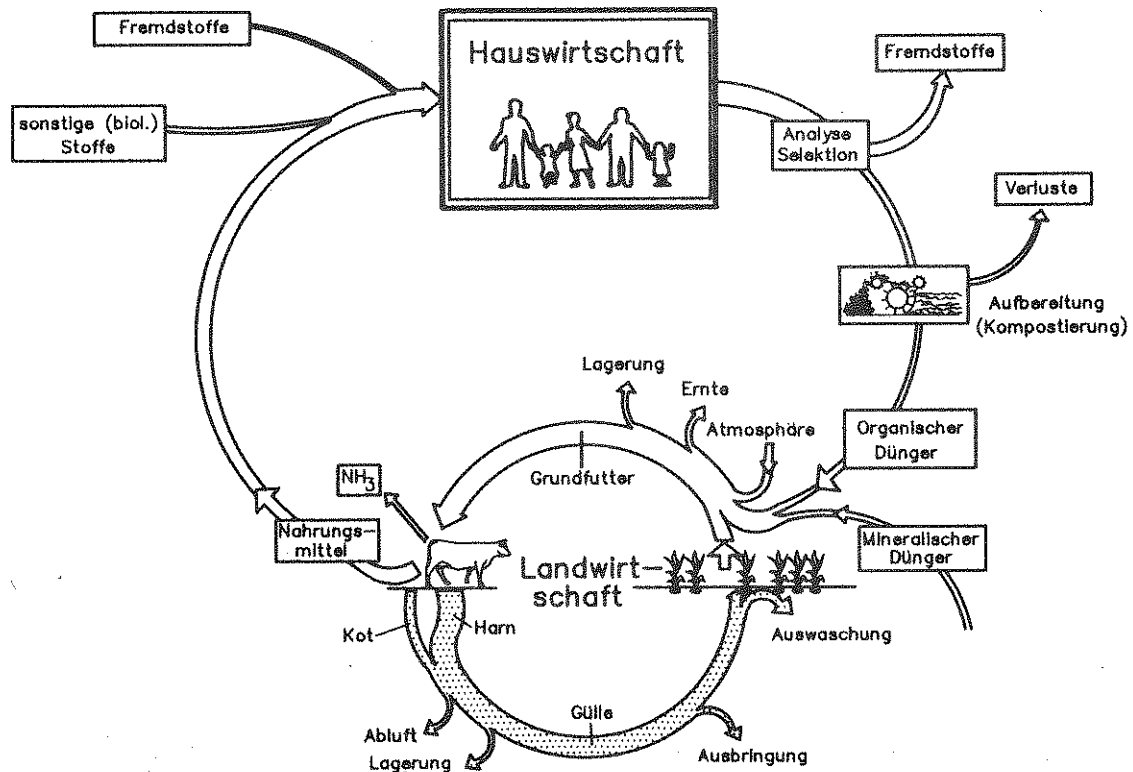 Fremdstoffe
Hauswirtschaft
Fremdstoffe
sonstige (biol.)
Stoffe
Analyse
Selektion
Verluste
Aufbereitung
(Kompostierung)
Lagerung
Ernte
Atmosphäre
Organischer
Dünger
Grundfutter
NH3
Nahrungs-
mittel
Mineralischer
Dünger
Landwirt-
schaft
Kot
Harn
Auswaschung
Gülle
Abluft
Lagerung
Ausbringung